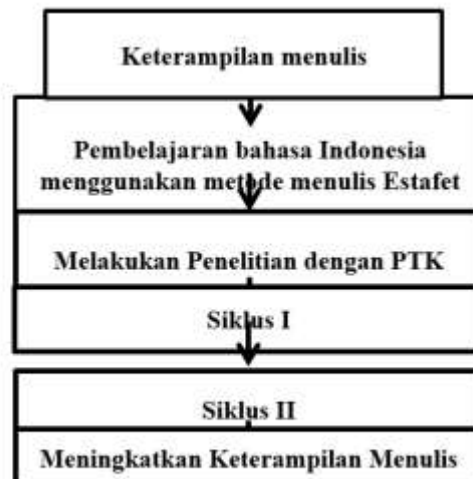 Keterampilan menulis
Pembelajaran bahasa Indonesia
menggunakan metode menulis Estafet
Melakukan Penelitian dengan PTK
Siklus I
Siklus II
Meningkatkan Keterampilan Menulis